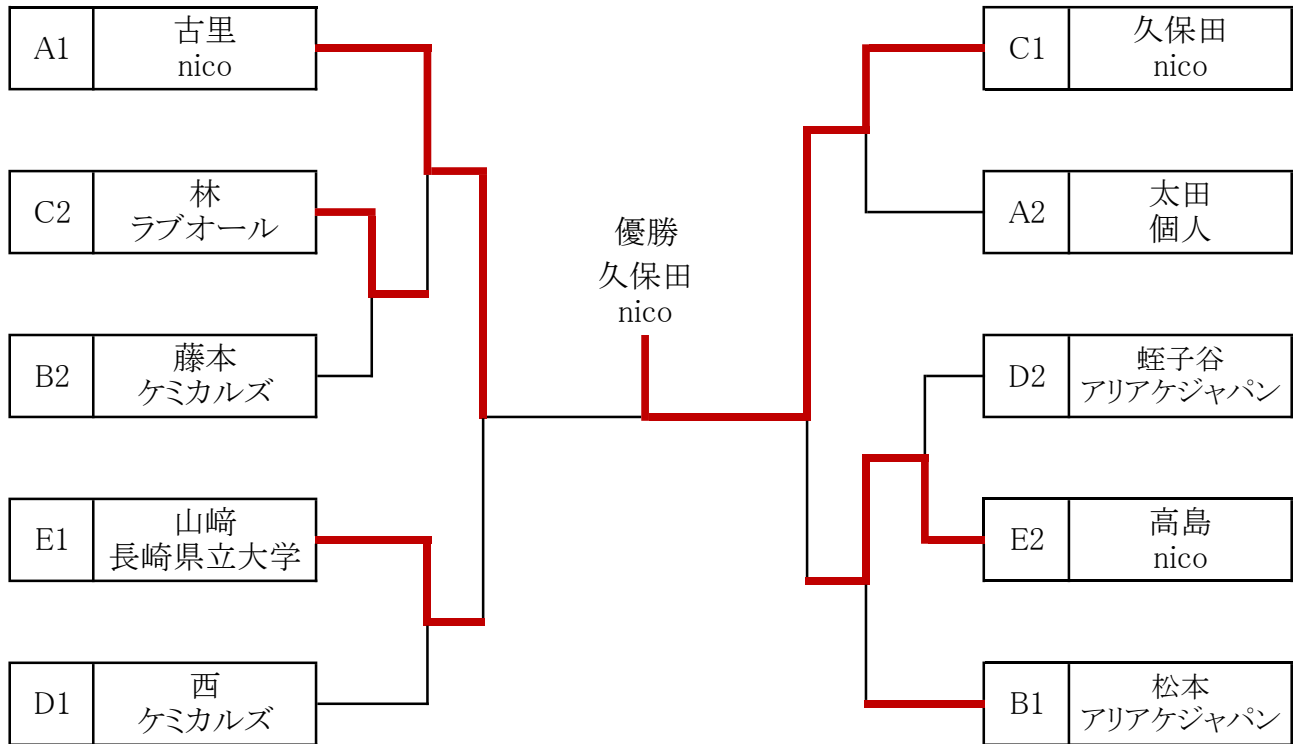 A1
古里
nico
C2
林
ラブオール
B2
藤本
ケミカルズ
E1
山﨑
長崎県立大学
D1
西
ケミカルズ
優勝
久保田
nico
C1
久保田
nico
A2
太田
個人
D2
蛭子谷
アリアケジャパン
E2
高島
nico
B1
松本
アリアケジャパン